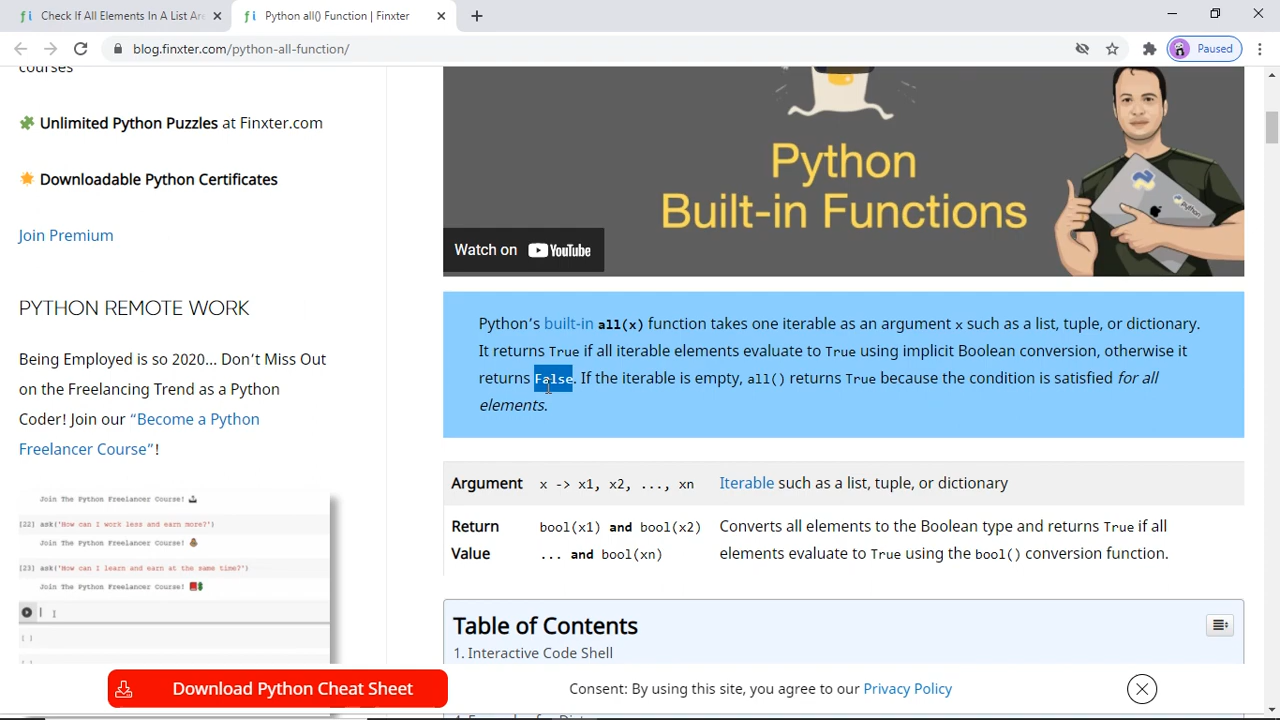 Check If All Elements In A List Are
Python all() Function | Finxter
blog.finxter.com/python-all-function/
Paused
courses
Unlimited Python Puzzles at Finxter.com
Downloadable Python Certificates
Join Premium
PYTHON REMOTE WORK
Being Employed is so 2020... Don't Miss Out
on the Freelancing Trend as a Python
Coder! Join our "Become a Python
Freelancer Course"!
Join The Python Freelancer Course!
[22] ask('How can I work less and earn more?')
Join The Python Freelancer Course!
[23] ask('How can I learn and earn at the same time?')
Join The Python Freelancer Course!
[ ]
[ ]
Download Python Cheat Sheet
Python
Built-in Functions
python
Watch on YouTube
Python's built-in all(x) function takes one iterable as an argument x such as a list, tuple, or dictionary.
It returns True if all iterable elements evaluate to True using implicit Boolean conversion, otherwise it
returns False. If the iterable is empty, all() returns True because the condition is satisfied for all
elements.
Argument x -> x1, x2, ..., xn Iterable such as a list, tuple, or dictionary
Return bool(x1) and bool(x2) Converts all elements to the Boolean type and returns True if all
Value ... and bool(xn) elements evaluate to True using the bool() conversion function.
Table of Contents
1. Interactive Code Shell
Consent: By using this site, you agree to our Privacy Policy